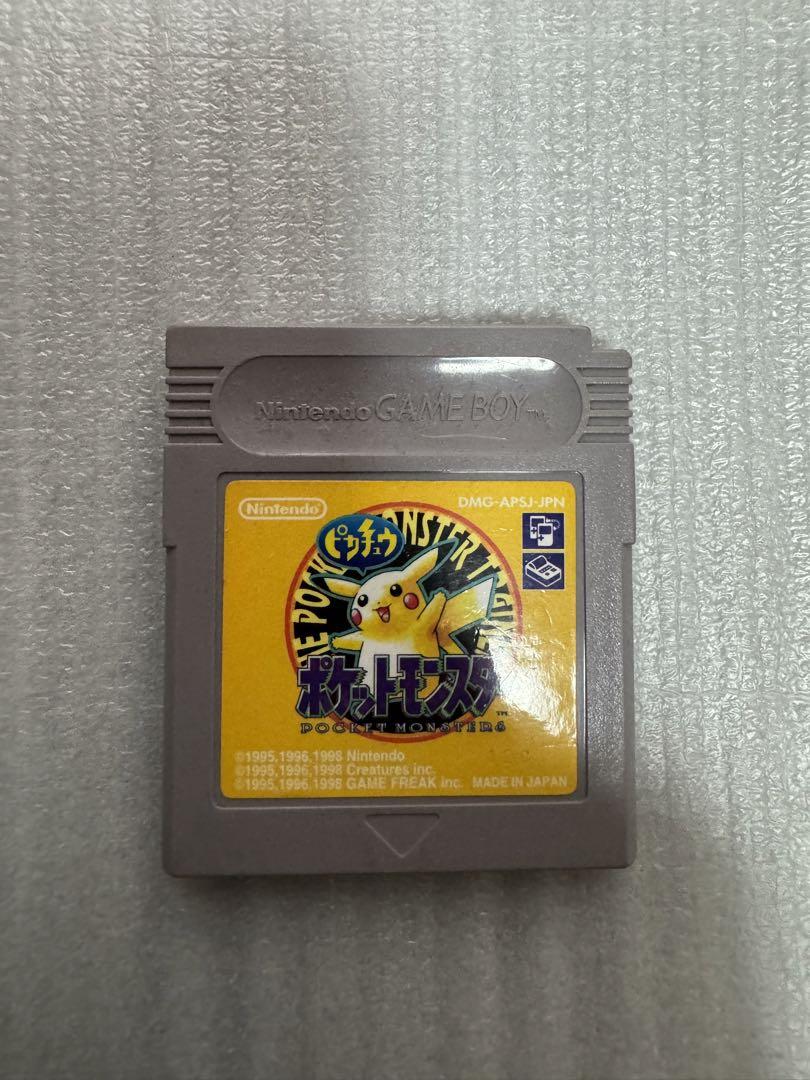 Nintendo GAME BOY™
Nintendo
DMG-APSJ-JPN
ピカチュウ
ポケットモンスター
POCKET MONSTERS
™
©1995,1996,1998 Nintendo
©1995,1996,1998 Creatures inc.
©1995,1996,1998 GAME FREAK inc. MADE IN JAPAN